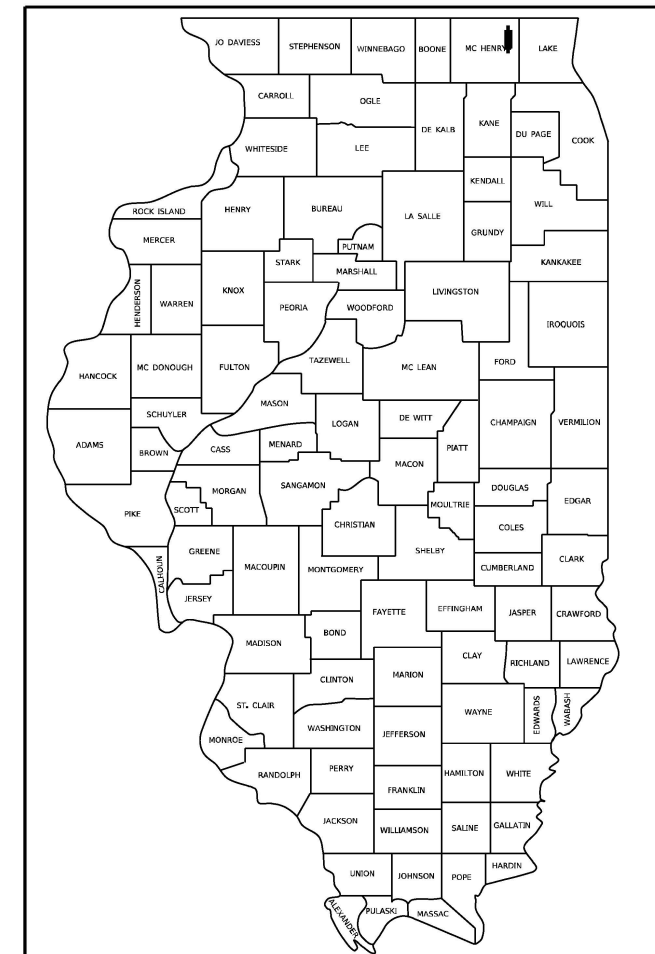 JO DAVIESS
STEPHENSON
WINNEBAGO
BOONE
MC HENRY
LAKE
CARROLL
OGLE
DE KALB
KANE
DU PAGE
COOK
WHITESIDE
LEE
KENDALL
WILL
ROCK ISLAND
HENRY
BUREAU
LA SALLE
GRUNDY
MERCER
PUTNAM
KANKAKEE
STARK
MARSHALL
HENDERSON
WARREN
KNOX
PEORIA
WOODFORD
LIVINGSTON
IROQUOIS
HANCOCK
MC DONOUGH
FULTON
TAZEWELL
MC LEAN
FORD
SCHUYLER
MASON
LOGAN
DE WITT
CHAMPAIGN
VERMILION
ADAMS
BROWN
CASS
MENARD
PIATT
MACON
PIKE
SCOTT
MORGAN
SANGAMON
DOUGLAS
EDGAR
MOULTRIE
CHRISTIAN
COLES
CALHOUN
GREENE
MACOUPIN
MONTGOMERY
SHELBY
CUMBERLAND
CLARK
JERSEY
FAYETTE
EFFINGHAM
JASPER
CRAWFORD
MADISON
BOND
CLAY
RICHLAND
LAWRENCE
CLINTON
MARION
ST. CLAIR
WAYNE
EDWARDS
WABASH
MONROE
WASHINGTON
JEFFERSON
RANDOLPH
PERRY
HAMILTON
WHITE
FRANKLIN
JACKSON
WILLIAMSON
SALINE
GALLATIN
UNION
JOHNSON
POPE
HARDIN
ALEXANDER
PULASKI
MASSAC